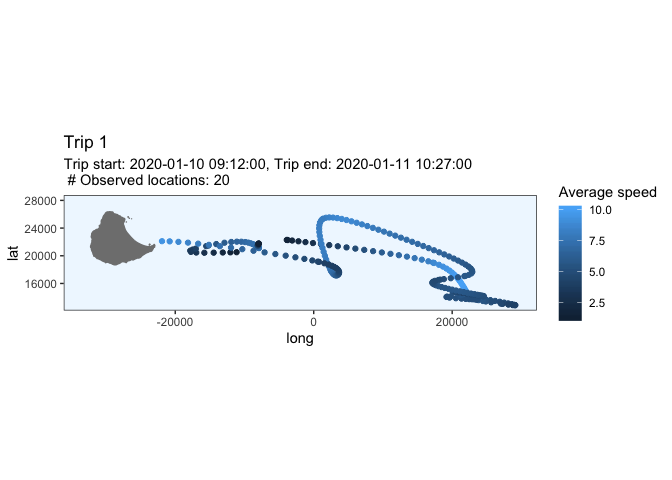 Trip 1
Trip start: 2020-01-10 09:12:00, Trip end: 2020-01-11 10:27:00
# Observed locations: 20
Average speed
28000
24000
20000
16000
lat
-20000
0
20000
long
10.0
7.5
5.0
2.5